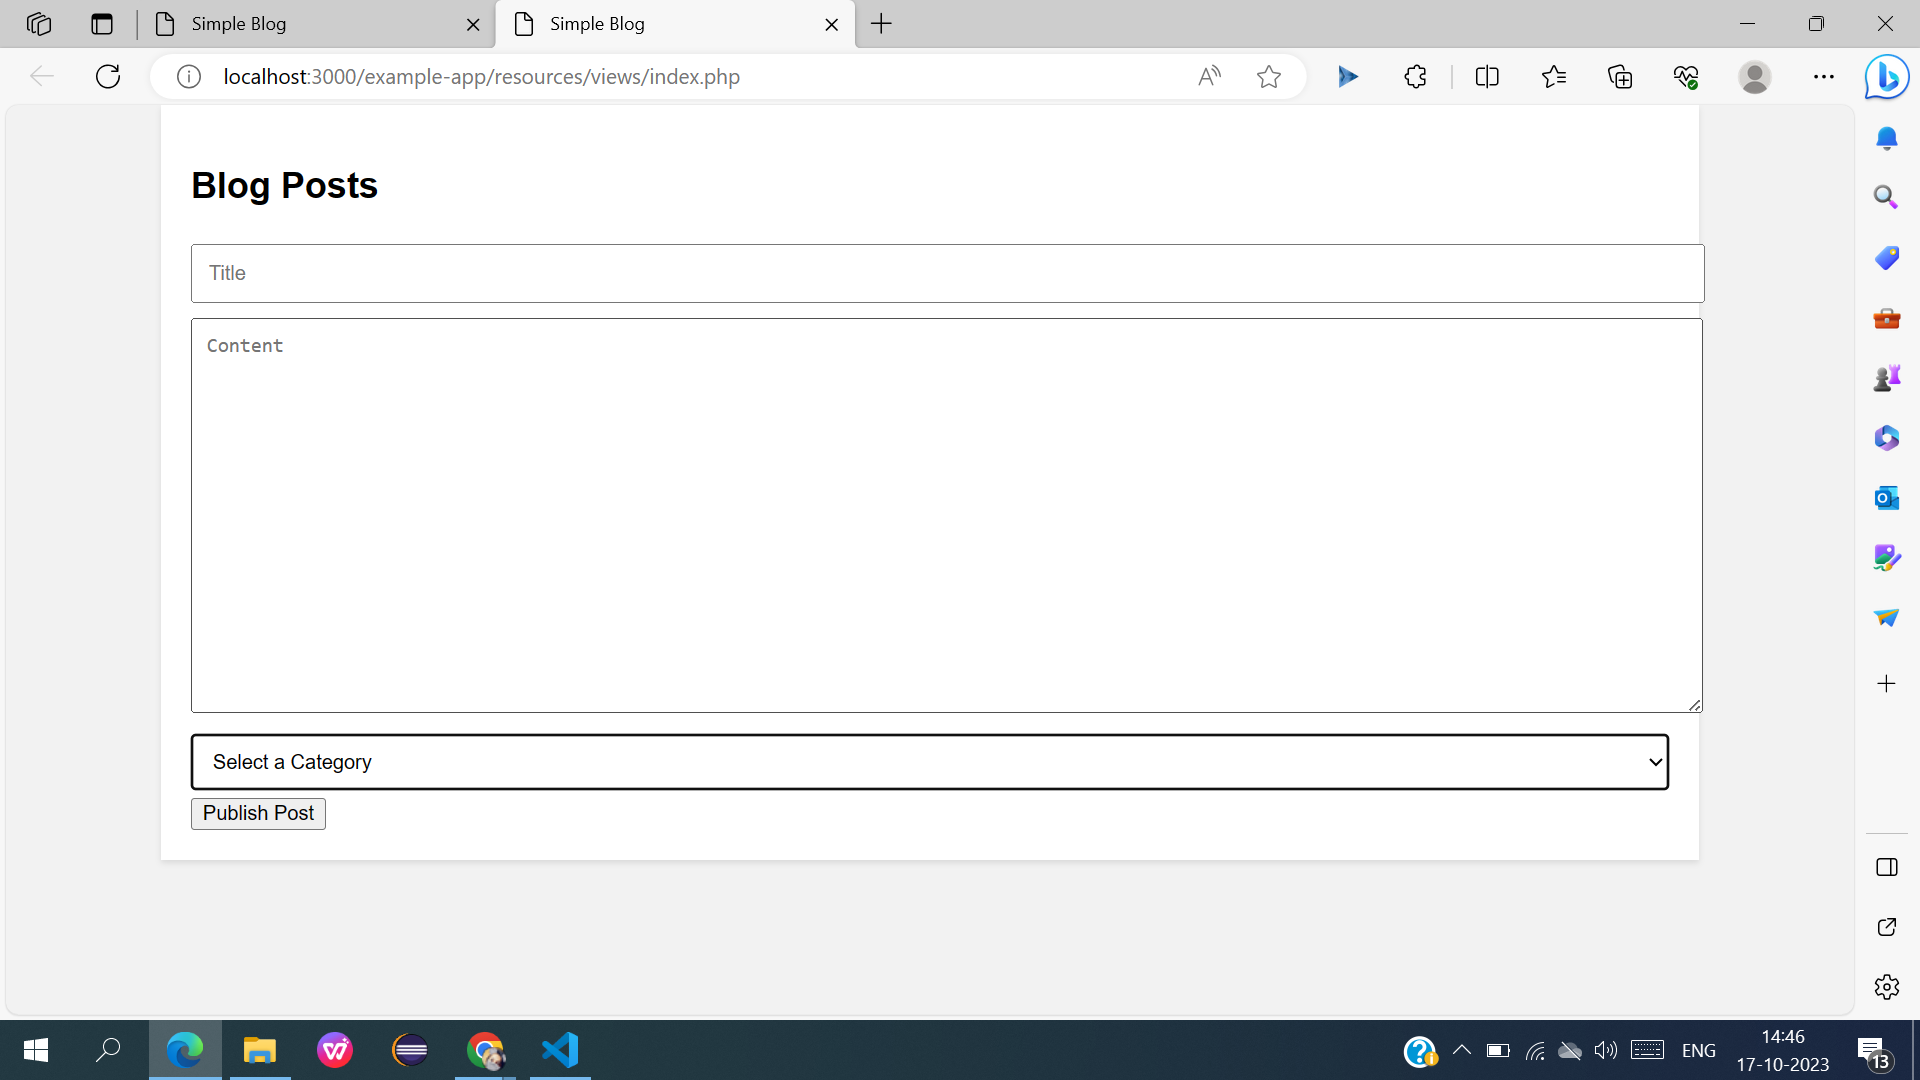 Simple Blog
Simple Blog
localhost:3000/example-app/resources/views/index.php
Blog Posts
Title
Content
Select a Category
Publish Post
ENG
14:46
17-10-2023
13